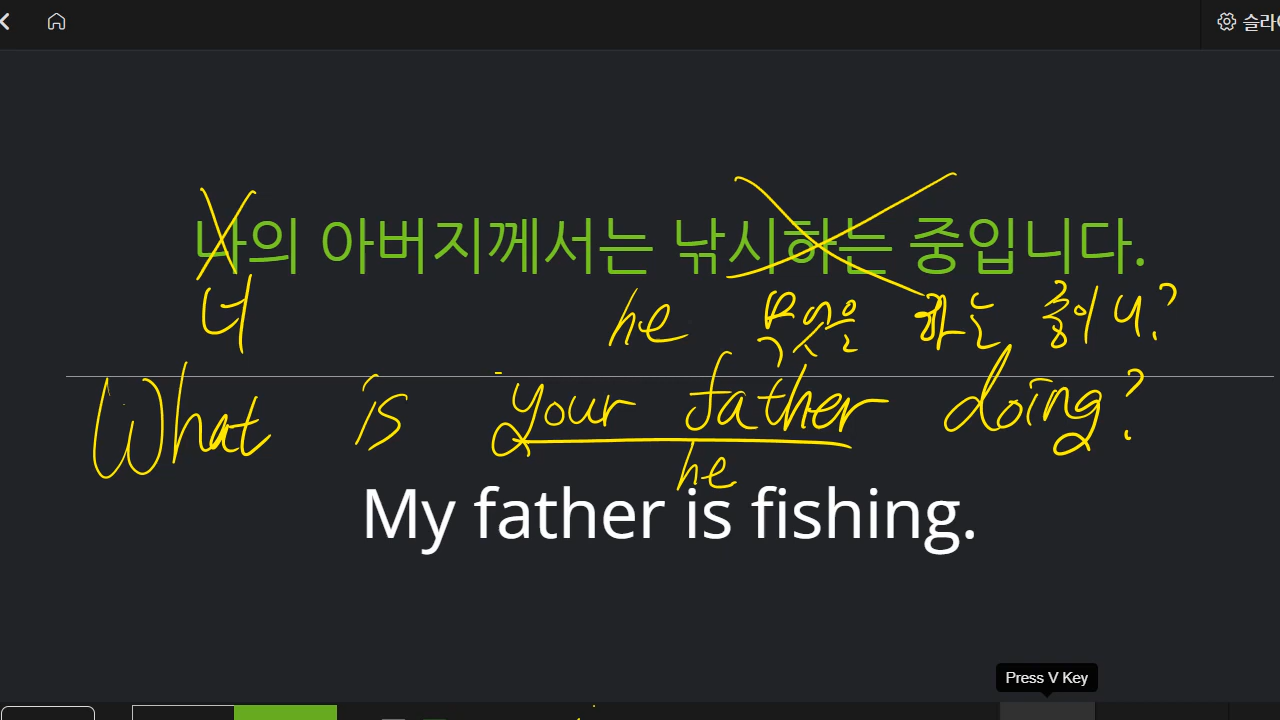 슬라이
나의 아버지께서는 낚시하는 중입니다.
너 he 무엇을 하는 중이니?
What is your father doing?
he
My father is fishing.
Press V Key